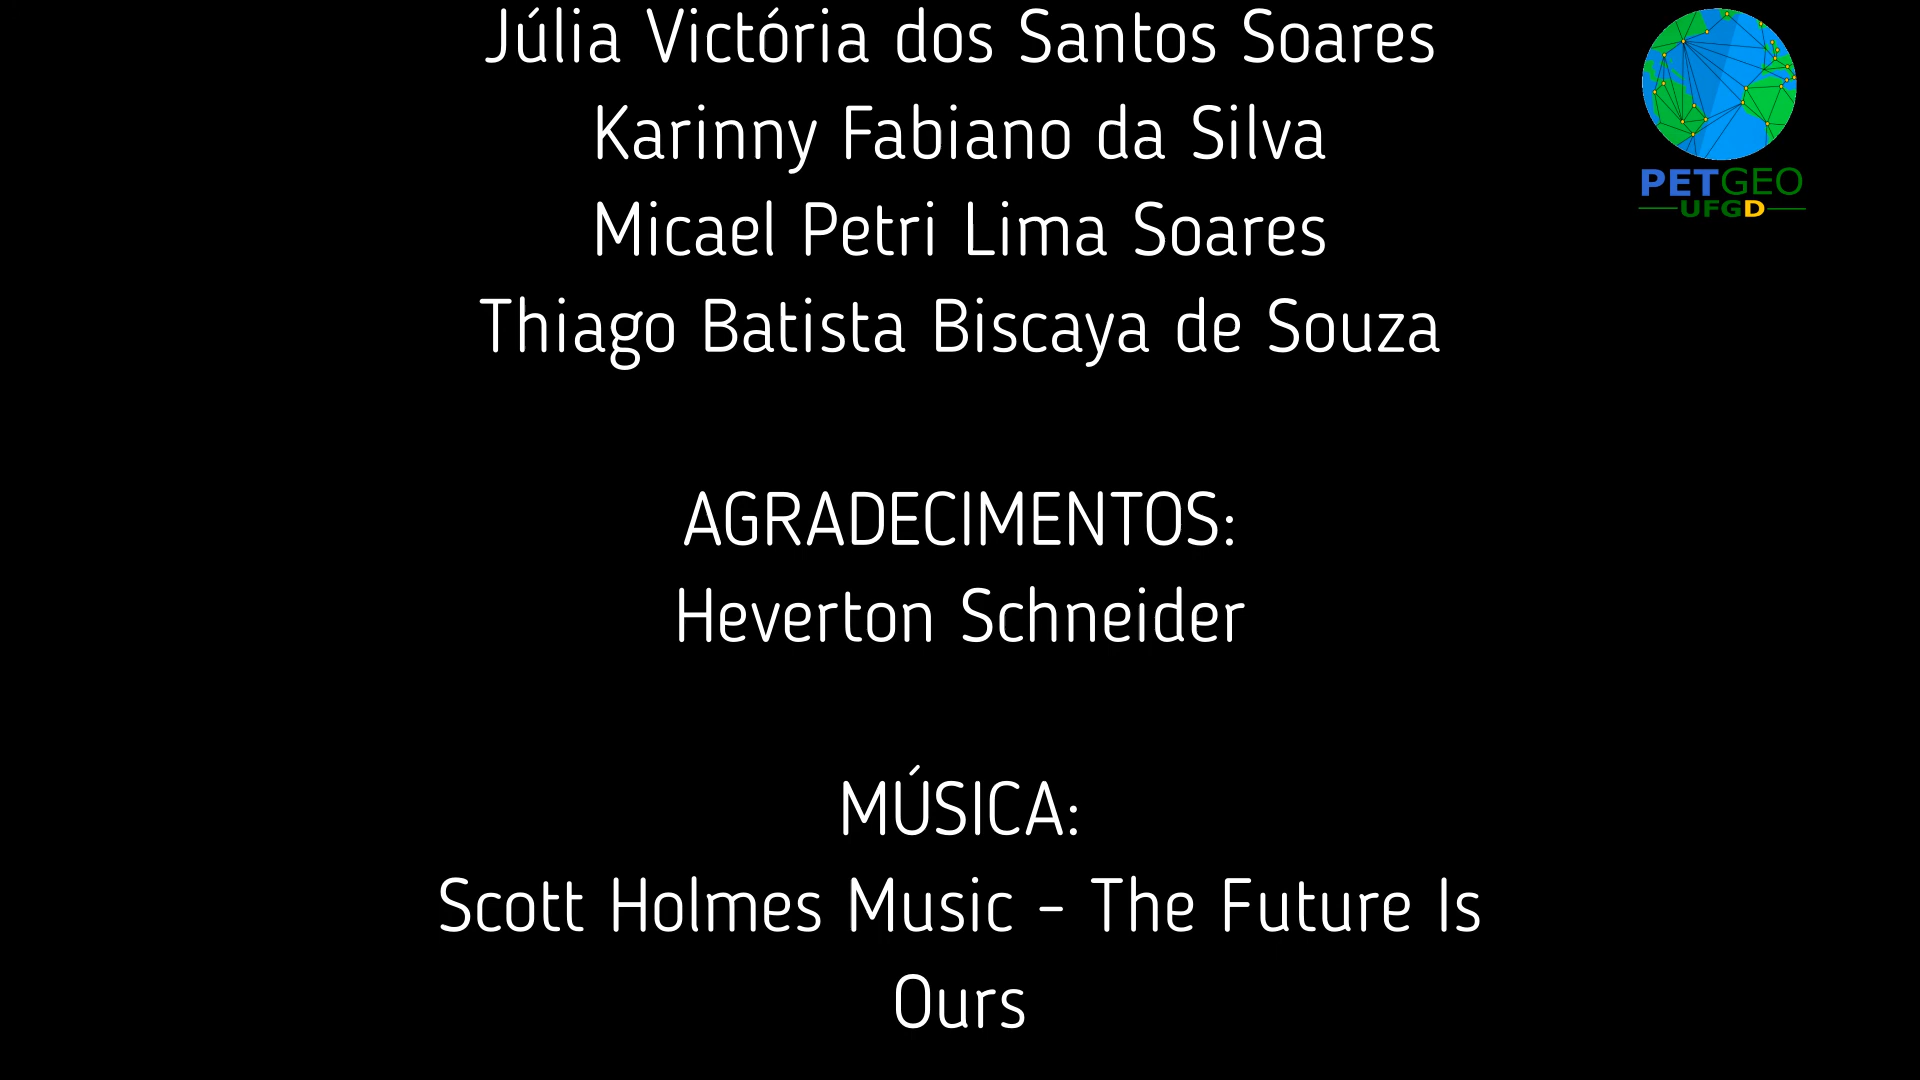 Júlia Victória dos Santos Soares
Karinny Fabiano da Silva
Micael Petri Lima Soares
Thiago Batista Biscaya de Souza
AGRADECIMENTOS:
Heverton Schneider
MÚSICA:
Scott Holmes Music - The Future Is
Ours
PETGEO
UFGD